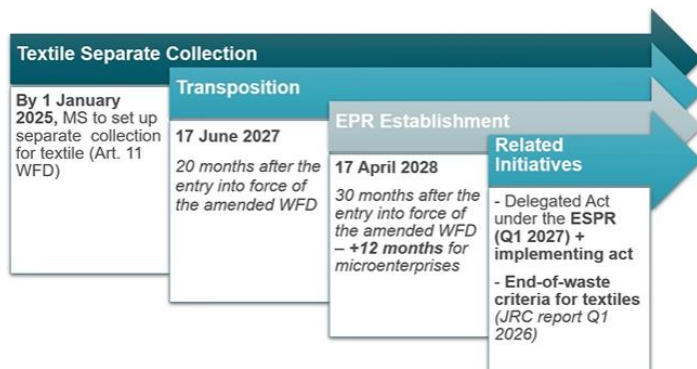 Textile Separate Collection
By 1 January
2025, MS to set up
separate collection
for textile (Art. 11
WFD)
Transposition
17 June 2027
20 months after the
entry into force of
the amended WFD
EPR Establishment
17 April 2028
30 months after the
entry into force of
the amended WFD
– +12 months for
microenterprises
Related
Initiatives
- Delegated Act
under the ESPR
(Q1 2027) +
implementing act
- End-of-waste
criteria for textiles
(JRC report Q1
2026)